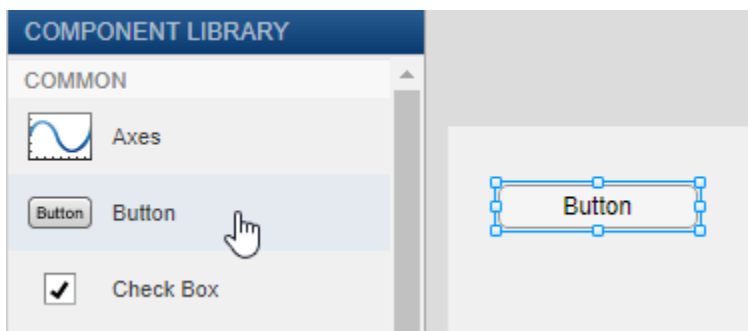 COMPONENT LIBRARY
COMMON
Axes
Button Button
Check Box
Button